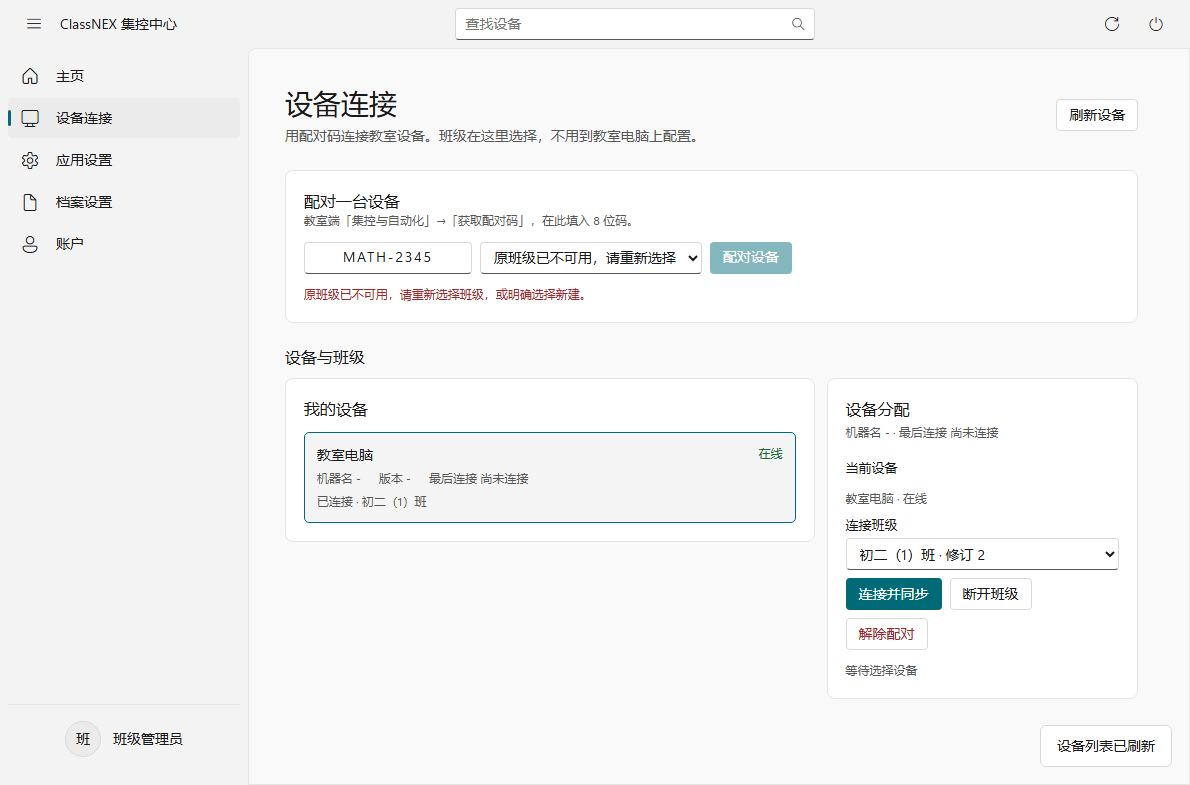 ClassNEX 集控中心
查找设备
主页
设备连接
应用设置
档案设置
账户
班
班级管理员
设备连接
用配对码连接教室设备。班级在这里选择，不用到教室电脑上配置。
刷新设备
配对一台设备
教室端「集控与自动化」→「获取配对码」，在此填入 8 位码。
MATH-2345
原班级已不可用，请重新选择
配对设备
原班级已不可用，请重新选择班级，或明确选择新建。
设备与班级
我的设备
教室电脑
在线
机器名 - 版本 - 最后连接 尚未连接
已连接 · 初二（1）班
设备分配
机器名 - · 最后连接 尚未连接
当前设备
教室电脑 · 在线
连接班级
初二（1）班 · 修订 2
连接并同步
断开班级
解除配对
等待选择设备
设备列表已刷新